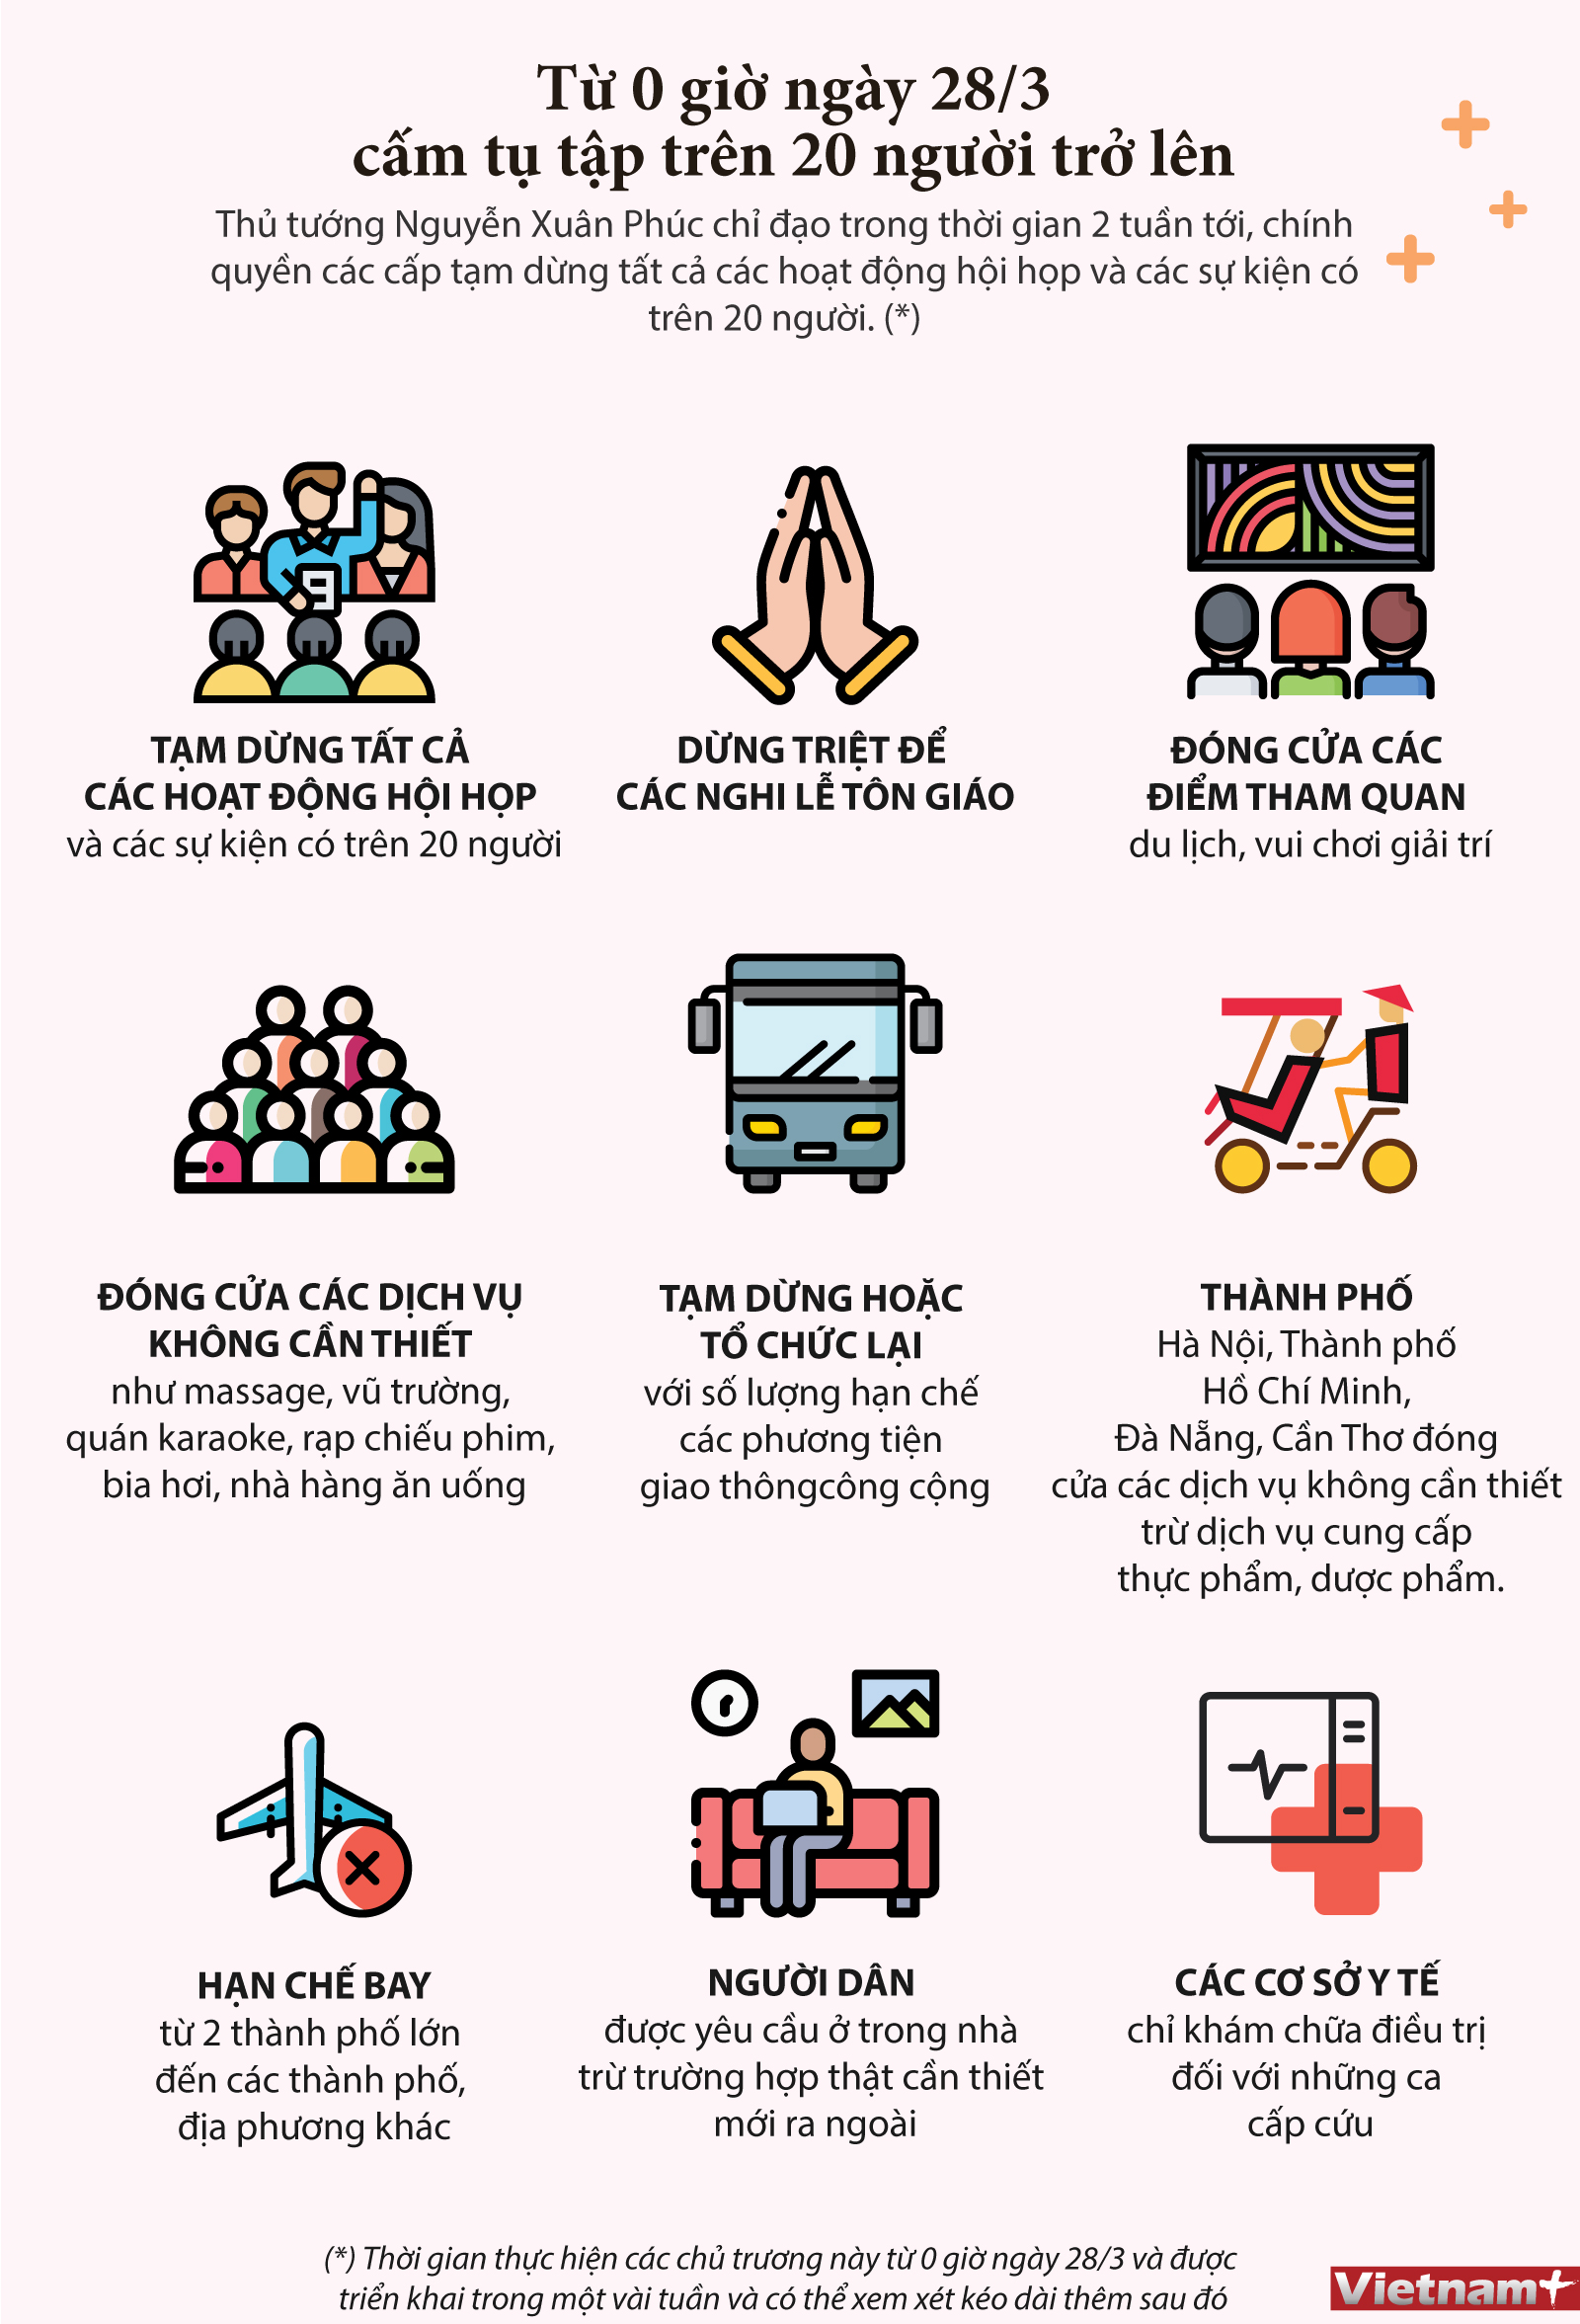 Từ 0 giờ ngày 28/3
cấm tụ tập trên 20 người trở lên
Thủ tướng Nguyễn Xuân Phúc chỉ đạo trong thời gian 2 tuần tới, chính
quyền các cấp tạm dừng tất cả các hoạt động hội họp và các sự kiện có
trên 20 người. (*)
TẠM DỪNG TẤT CẢ
CÁC HOẠT ĐỘNG HỘI HỌP
và các sự kiện có trên 20 người
DỪNG TRIỆT ĐỂ
CÁC NGHI LỄ TÔN GIÁO
ĐÓNG CỬA CÁC
ĐIỂM THAM QUAN
du lịch, vui chơi giải trí
ĐÓNG CỬA CÁC DỊCH VỤ
KHÔNG CẦN THIẾT
như massage, vũ trường,
quán karaoke, rạp chiếu phim,
bia hơi, nhà hàng ăn uống
TẠM DỪNG HOẶC
TỔ CHỨC LẠI
với số lượng hạn chế
các phương tiện
giao thôngcông cộng
THÀNH PHỐ
Hà Nội, Thành phố
Hồ Chí Minh,
Đà Nẵng, Cần Thơ đóng
cửa các dịch vụ không cần thiết
trừ dịch vụ cung cấp
thực phẩm, dược phẩm.
HẠN CHẾ BAY
từ 2 thành phố lớn
đến các thành phố,
địa phương khác
NGƯỜI DÂN
được yêu cầu ở trong nhà
trừ trường hợp thật cần thiết
mới ra ngoài
CÁC CƠ SỞ Y TẾ
chỉ khám chữa điều trị
đối với những ca
cấp cứu
(*) Thời gian thực hiện các chủ trương này từ 0 giờ ngày 28/3 và được
triển khai trong một vài tuần và có thể xem xét kéo dài thêm sau đó
Vietnam+